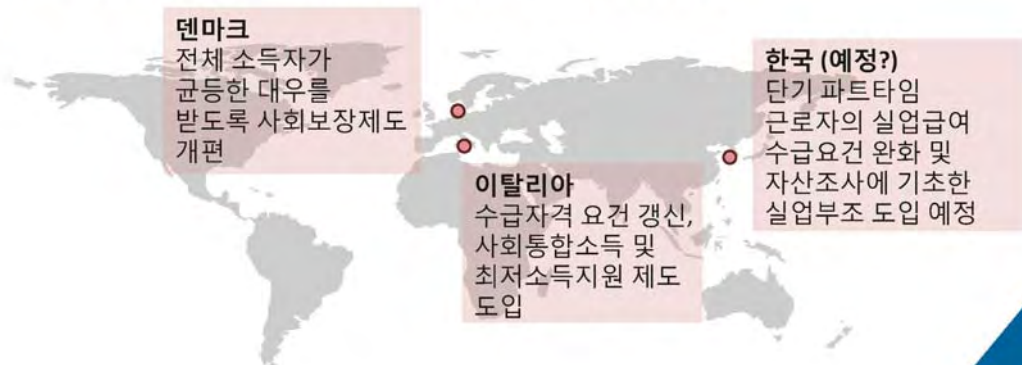 덴마크
전체 소득자가
균등한 대우를
받도록 사회보장제도
개편
이탈리아
수급자격 요건 갱신,
사회통합소득 및
최저소득지원 제도
도입
한국 (예정?)
단기 파트타임
근로자의 실업급여
수급요건 완화 및
자산조사에 기초한
실업부조 도입 예정